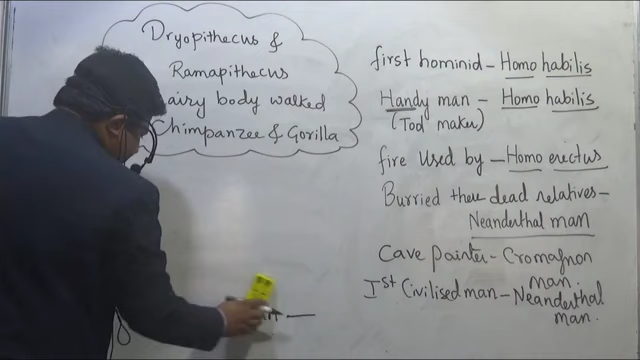 Dryopithecus &
Ramapithecus
airy body walked
Chimpanzee & Gorilla
first hominid - Homo habilis
Handy man - Homo habilis
(Tool maker)
fire used by - Homo erectus
Burried their dead relatives -
Neanderthal man
Cave painter - Cromagnon
man.
Ist Civilised man - Neanderthal
man.